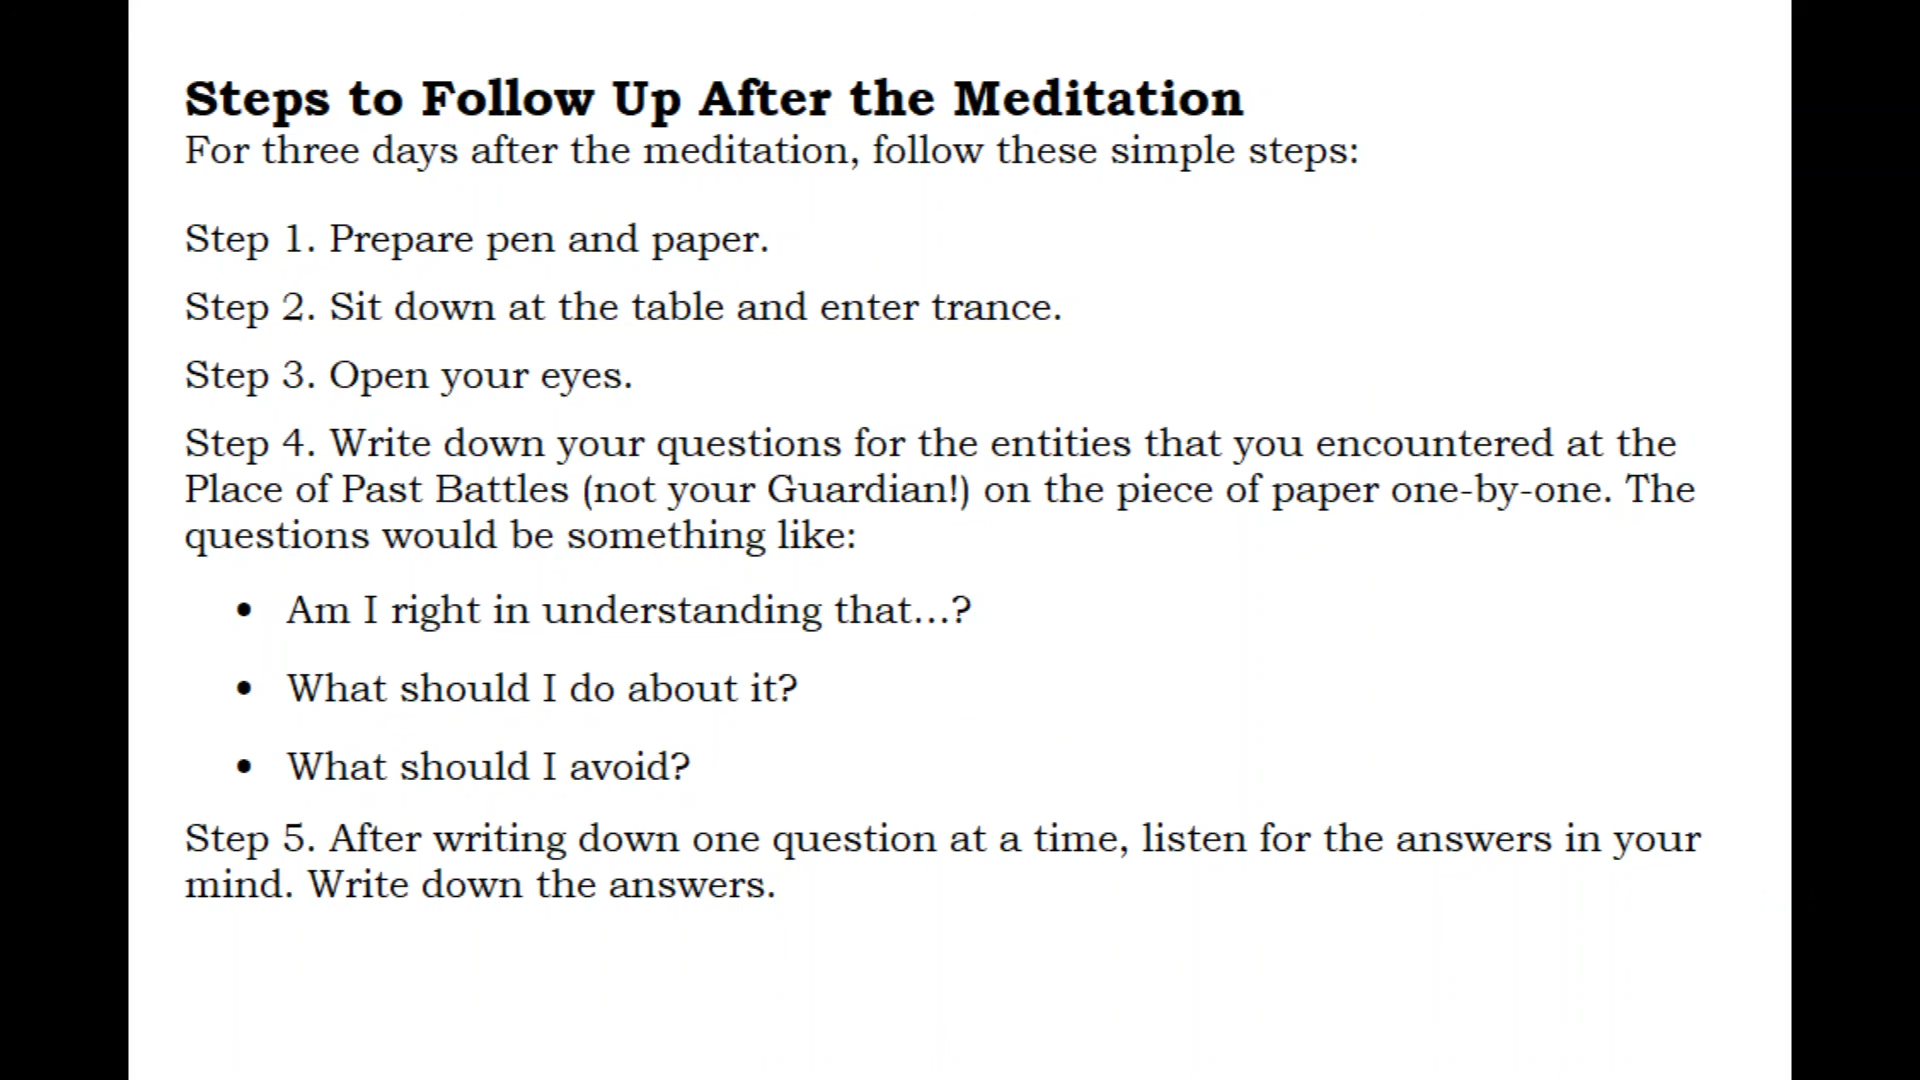 Steps to Follow Up After the Meditation
For three days after the meditation, follow these simple steps:
Step 1. Prepare pen and paper.
Step 2. Sit down at the table and enter trance.
Step 3. Open your eyes.
Step 4. Write down your questions for the entities that you encountered at the
Place of Past Battles (not your Guardian!) on the piece of paper one-by-one. The
questions would be something like:
• Am I right in understanding that...?
• What should I do about it?
• What should I avoid?
Step 5. After writing down one question at a time, listen for the answers in your
mind. Write down the answers.